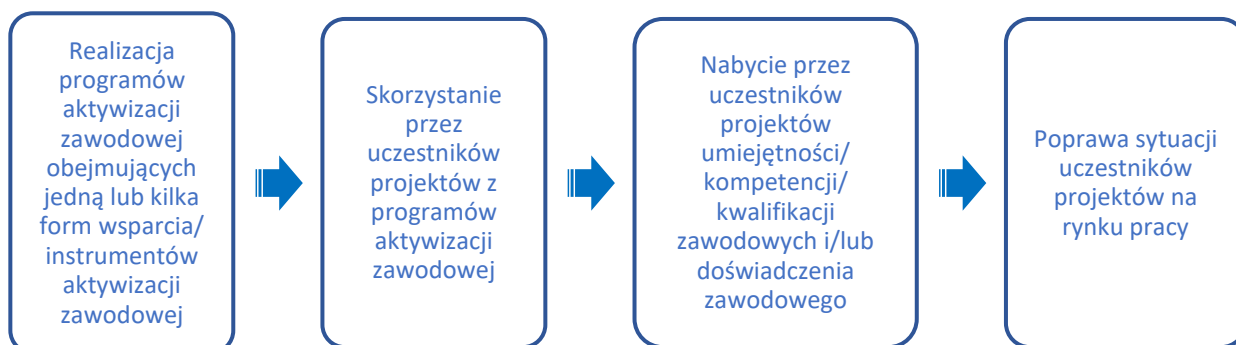 Realizacja
programów
aktywizacji
zawodowej
obejmujących
jedną lub kilka
form wsparcia/
instrumentów
aktywizacji
zawodowej
Skorzystanie
przez
uczestników
projektów z
programów
aktywizacji
zawodowej
Nabycie przez
uczestników
projektów
umiejętności/
kompetencji/
kwalifikacji
zawodowych i/lub
doświadczenia
zawodowego
Poprawa sytuacji
uczestników
projektów na
rynku pracy